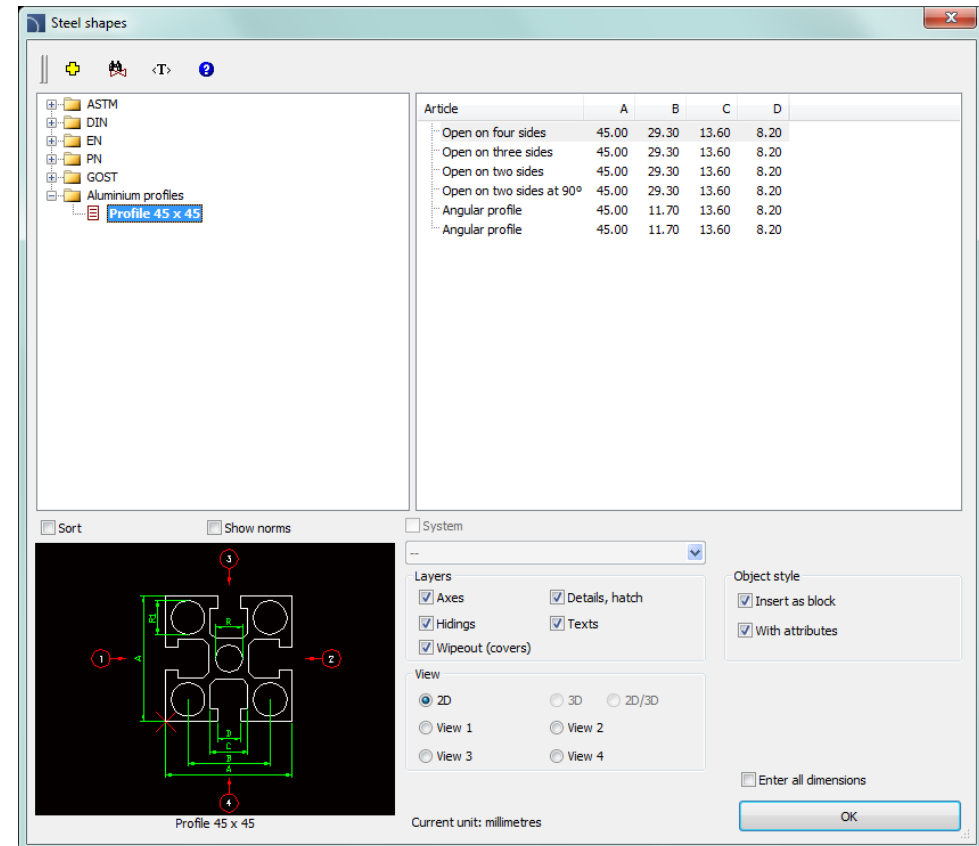 Steel shapes
<T>
ASTM
DIN
EN
PN
GOST
Aluminium profiles
Profile 45 x 45
Article A B C D
Open on four sides 45.00 29.30 13.60 8.20
Open on three sides 45.00 29.30 13.60 8.20
Open on two sides 45.00 29.30 13.60 8.20
Open on two sides at 90º 45.00 29.30 13.60 8.20
Angular profile 45.00 11.70 13.60 8.20
Angular profile 45.00 11.70 13.60 8.20
Sort Show norms
3
R1
R
A
1
2
D
C
B
A
4
Profile 45 x 45
System
--
Layers
Axes Details, hatch
Hidings Texts
Wipeout (covers)
View
2D 3D 2D/3D
View 1 View 2
View 3 View 4
Current unit: millimetres
Object style
Insert as block
With attributes
Enter all dimensions
OK